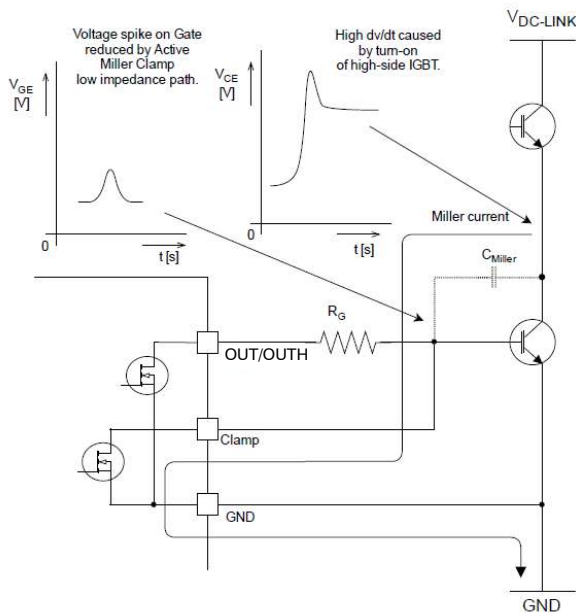 Voltage spike on Gate
reduced by Active
Miller Clamp
low impedance path.
High dv/dt caused
by turn-on
of high-side IGBT.
VDC-LINK
VGE
[V]
VCE
[V]
0
t [s]
0
t [s]
Miller current
CMiller
RG
OUT/OUTH
Clamp
GND
GND